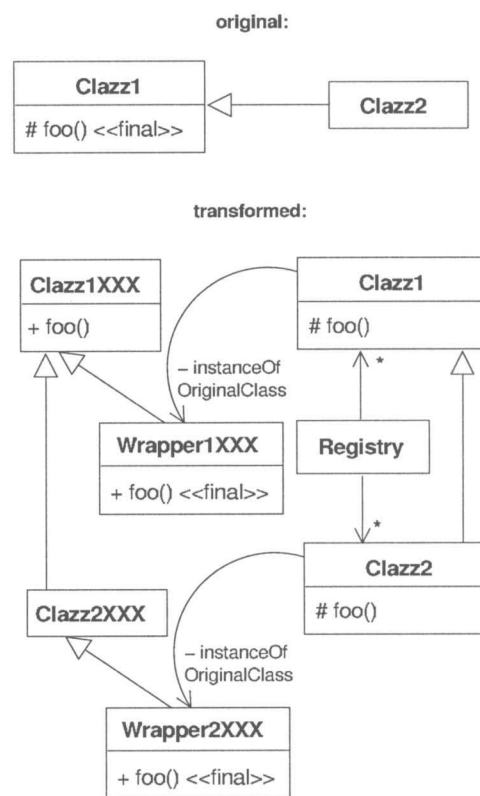 original:
Clazz1
# foo() <<final>>
Clazz2
transformed:
Clazz1XXX
+ foo()
Clazz1
# foo()
– instanceOf
OriginalClass
*
Wrapper1XXX
+ foo() <<final>>
Registry
*
Clazz2
# foo()
Clazz2XXX
– instanceOf
OriginalClass
Wrapper2XXX
+ foo() <<final>>